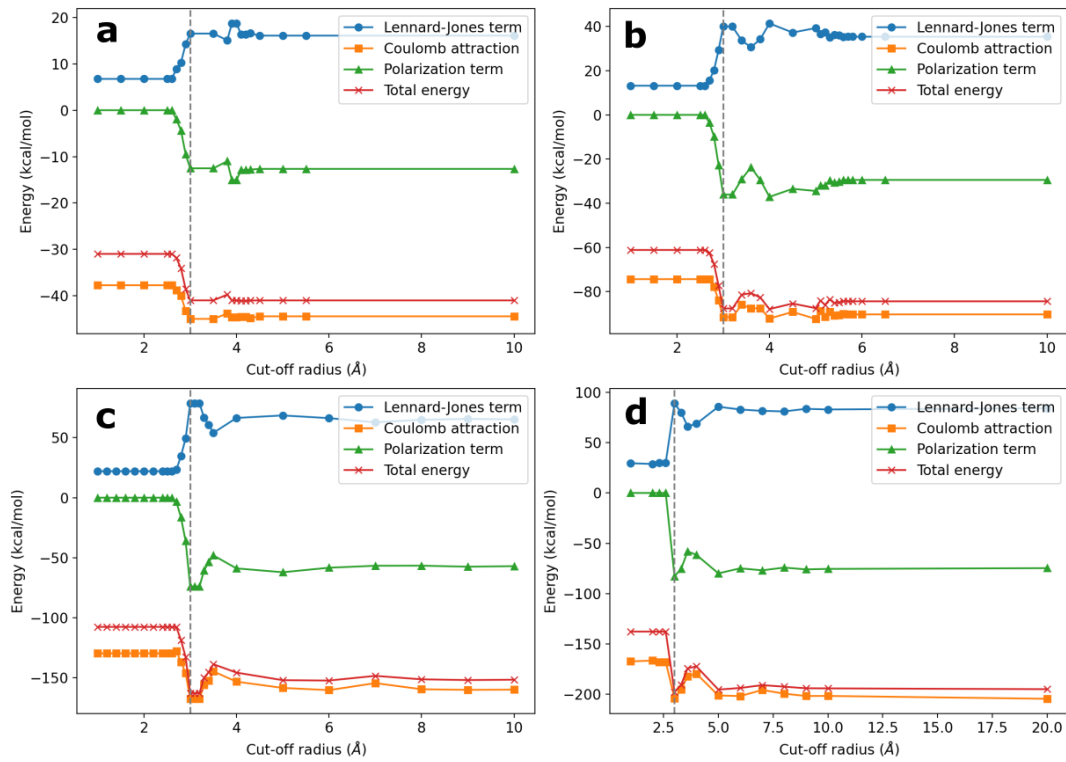 a
Energy (kcal/mol)
20
10
0
−10
−20
−30
−40
Lennard-Jones term
Coulomb attraction
Polarization term
Total energy
2 4 6 8 10
Cut-off radius (Å)
b
Energy (kcal/mol)
40
20
0
−20
−40
−60
−80
Lennard-Jones term
Coulomb attraction
Polarization term
Total energy
2 4 6 8 10
Cut-off radius (Å)
c
Energy (kcal/mol)
50
0
−50
−100
−150
Lennard-Jones term
Coulomb attraction
Polarization term
Total energy
2 4 6 8 10
Cut-off radius (Å)
d
Energy (kcal/mol)
100
50
0
−50
−100
−150
−200
Lennard-Jones term
Coulomb attraction
Polarization term
Total energy
2.5 5.0 7.5 10.0 12.5 15.0 17.5 20.0
Cut-off radius (Å)